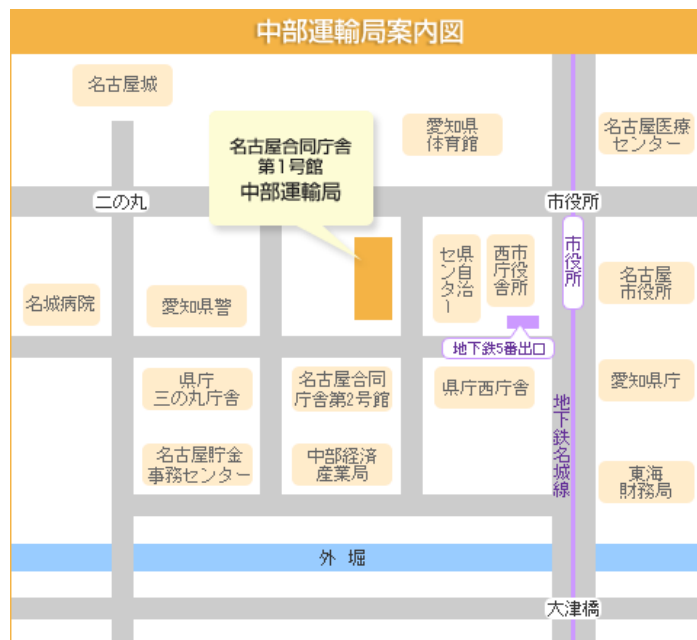 中部運輸局案内図
名古屋城
名古屋合同庁舎
第1号館
中部運輸局
愛知県
体育館
名古屋医療
センター
二の丸
市役所
名城病院
愛知県警
県自治
センター
市役所
西庁舎
市役所
名古屋
市役所
地下鉄5番出口
県庁
三の丸庁舎
名古屋合同
庁舎第2号館
県庁西庁舎
愛知県庁
地下鉄名城線
名古屋貯金
事務センター
中部経済
産業局
東海
財務局
外堀
大津橋